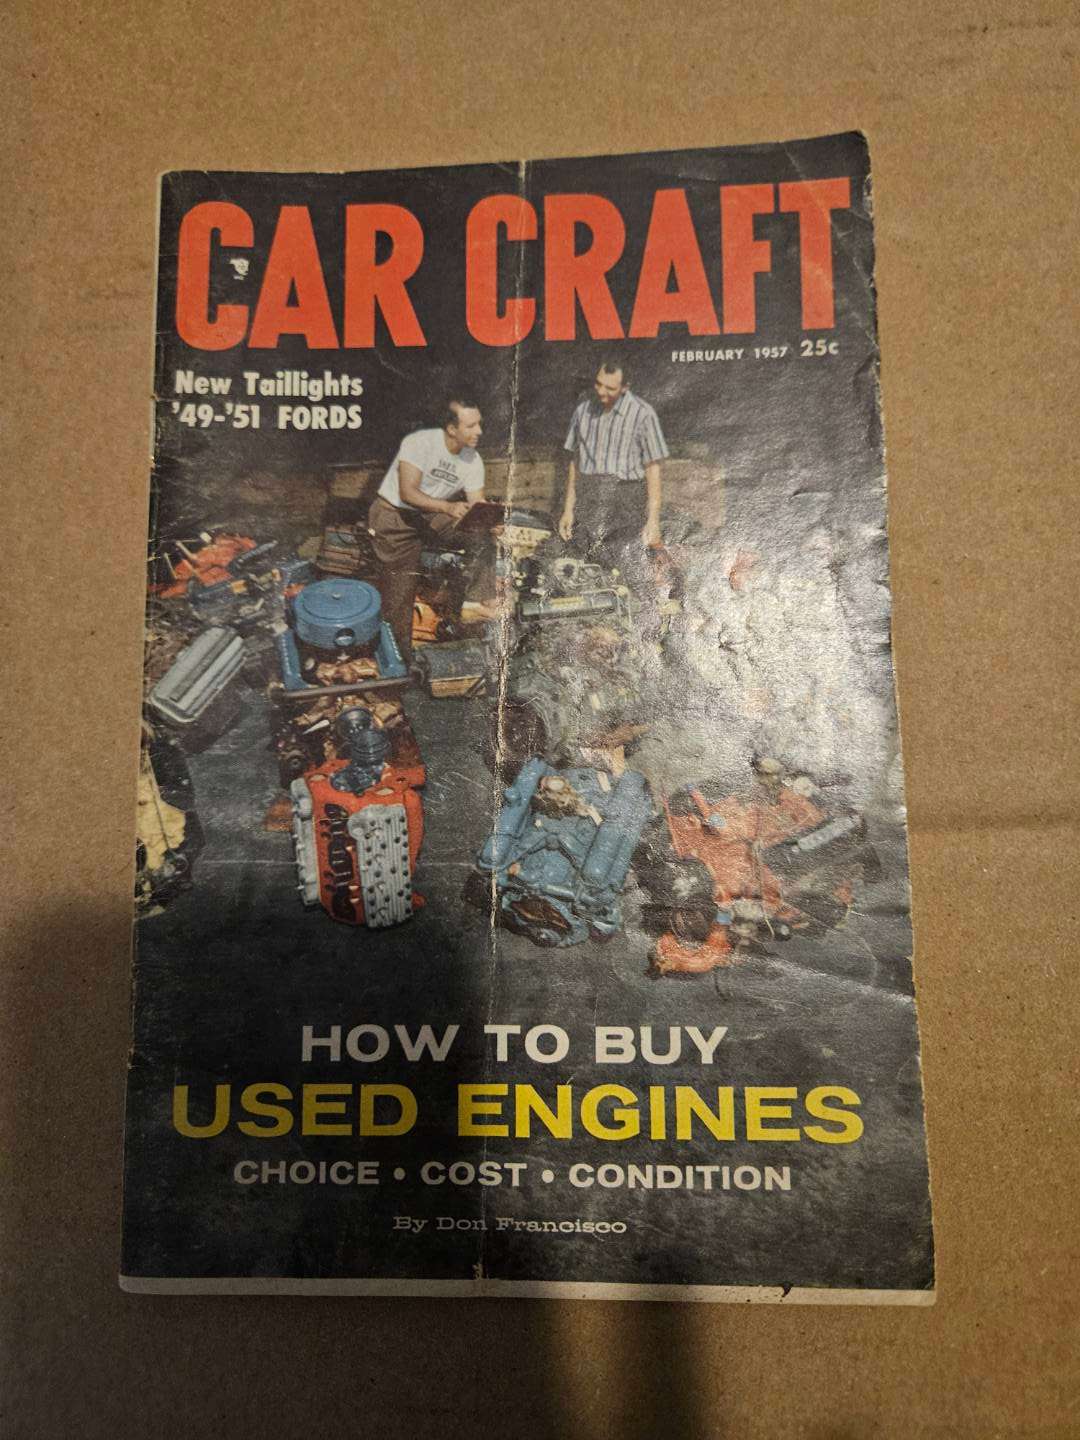 CAR CRAFT
FEBRUARY 1957 25c
New Taillights
'49-'51 FORDS
HOW TO BUY
USED ENGINES
CHOICE • COST • CONDITION
By Don Francisco